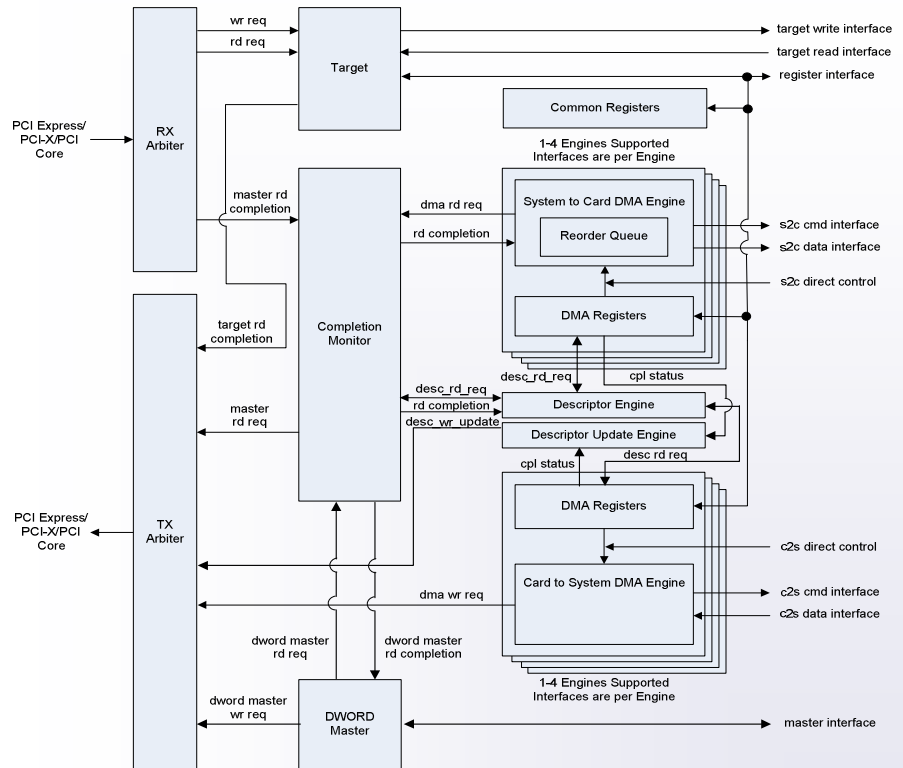 wr req
rd req
target write interface
target read interface
register interface
Target
Common Registers
PCI Express/
PCI-X/PCI
Core
RX
Arbiter
1-4 Engines Supported
Interfaces are per Engine
master rd
completion
dma rd req
rd completion
System to Card DMA Engine
Reorder Queue
s2c cmd interface
s2c data interface
s2c direct control
DMA Registers
Completion
Monitor
target rd
completion
desc_rd_req
cpl status
desc_rd_req
rd completion
desc_wr_update
Descriptor Engine
Descriptor Update Engine
master
rd req
cpl status
desc rd req
DMA Registers
PCI Express/
PCI-X/PCI
Core
TX
Arbiter
c2s direct control
Card to System DMA Engine
dma wr req
c2s cmd interface
c2s data interface
dword master
rd req
dword master
rd completion
1-4 Engines Supported
Interfaces are per Engine
dword master
wr req
DWORD
Master
master interface